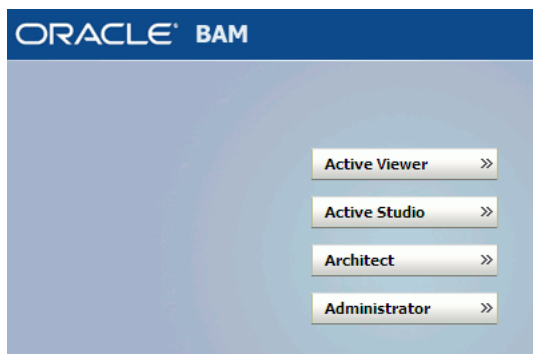 ORACLE BAM
Active Viewer »
Active Studio »
Architect »
Administrator »